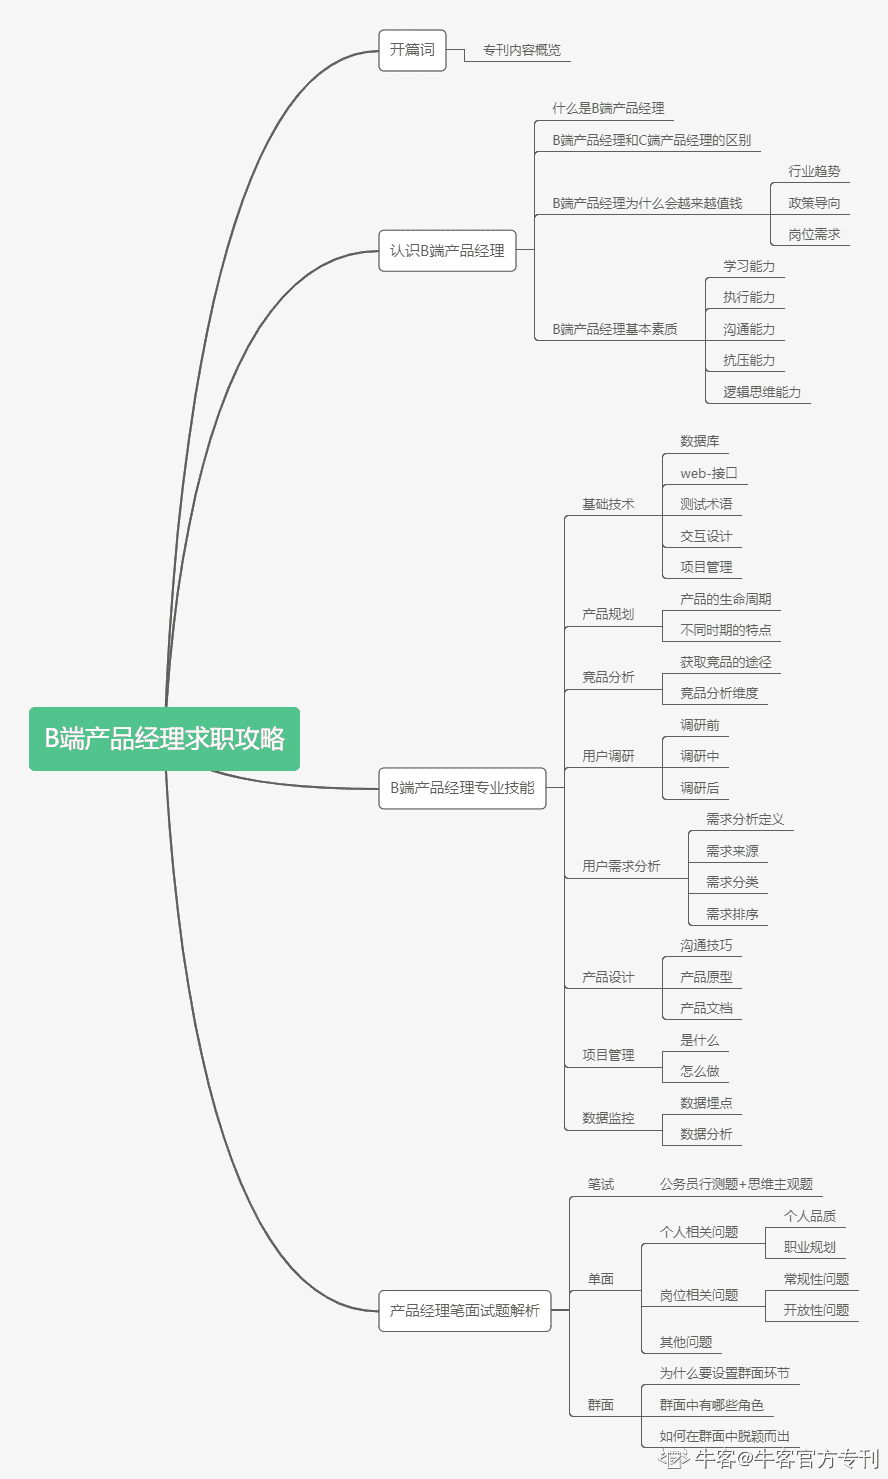 开篇词
专刊内容概览
什么是B端产品经理
B端产品经理和C端产品经理的区别
行业趋势
B端产品经理为什么会越来越值钱
政策导向
岗位需求
认识B端产品经理
学习能力
执行能力
B端产品经理基本素质
沟通能力
抗压能力
逻辑思维能力
数据库
web-接口
基础技术
测试术语
交互设计
项目管理
产品的生命周期
产品规划
不同时期的特点
获取竞品的途径
竞品分析
竞品分析维度
B端产品经理求职攻略
调研前
用户调研
调研中
调研后
B端产品经理专业技能
需求分析定义
需求来源
用户需求分析
需求分类
需求排序
沟通技巧
产品设计
产品原型
产品文档
是什么
项目管理
怎么做
数据埋点
数据监控
数据分析
笔试
公务员行测题+思维主观题
个人品质
个人相关问题
职业规划
单面
常规性问题
岗位相关问题
开放性问题
产品经理笔面试题解析
其他问题
为什么要设置群面环节
群面
群面中有哪些角色
如何在群面中脱颖而出
牛客@牛客官方专刊